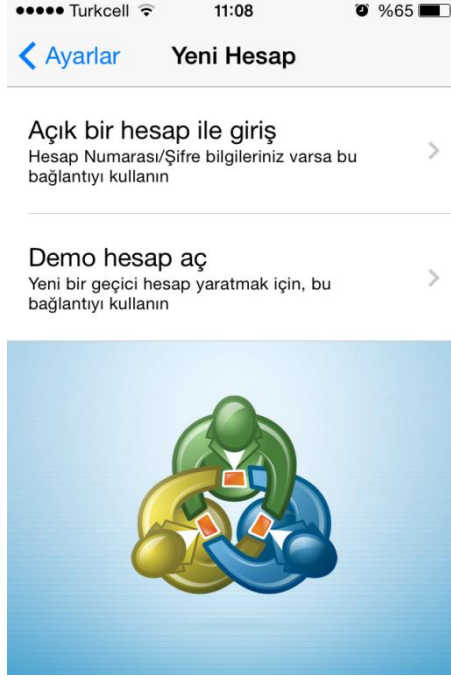 Turkcell 11:08 %65
Ayarlar Yeni Hesap
Açık bir hesap ile giriş
Hesap Numarası/Şifre bilgileriniz varsa bu
bağlantıyı kullanın
Demo hesap aç
Yeni bir geçici hesap yaratmak için, bu
bağlantıyı kullanın